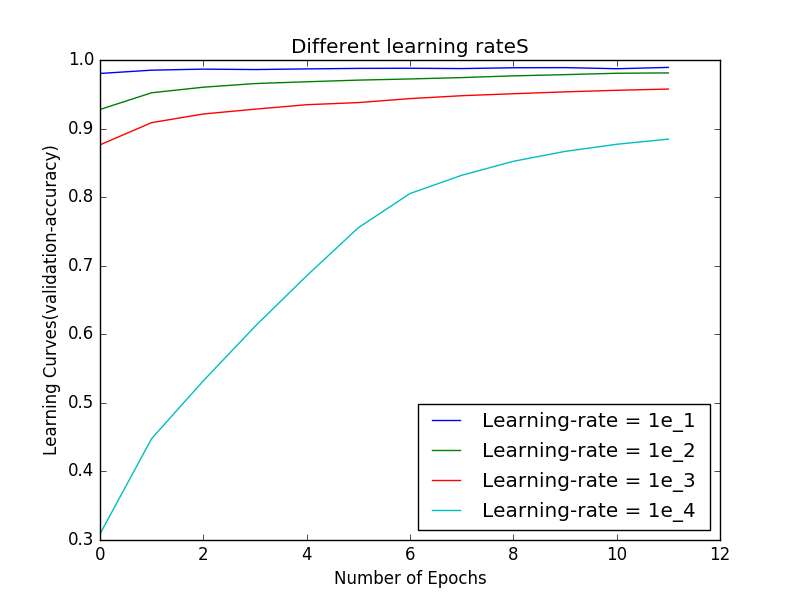 Different learning rateS
1.0
0.9
0.8
0.7
0.6
0.5
0.4
0.3
Learning Curves(validation-accuracy)
Learning-rate = 1e_1
Learning-rate = 1e_2
Learning-rate = 1e_3
Learning-rate = 1e_4
0 2 4 6 8 10 12
Number of Epochs